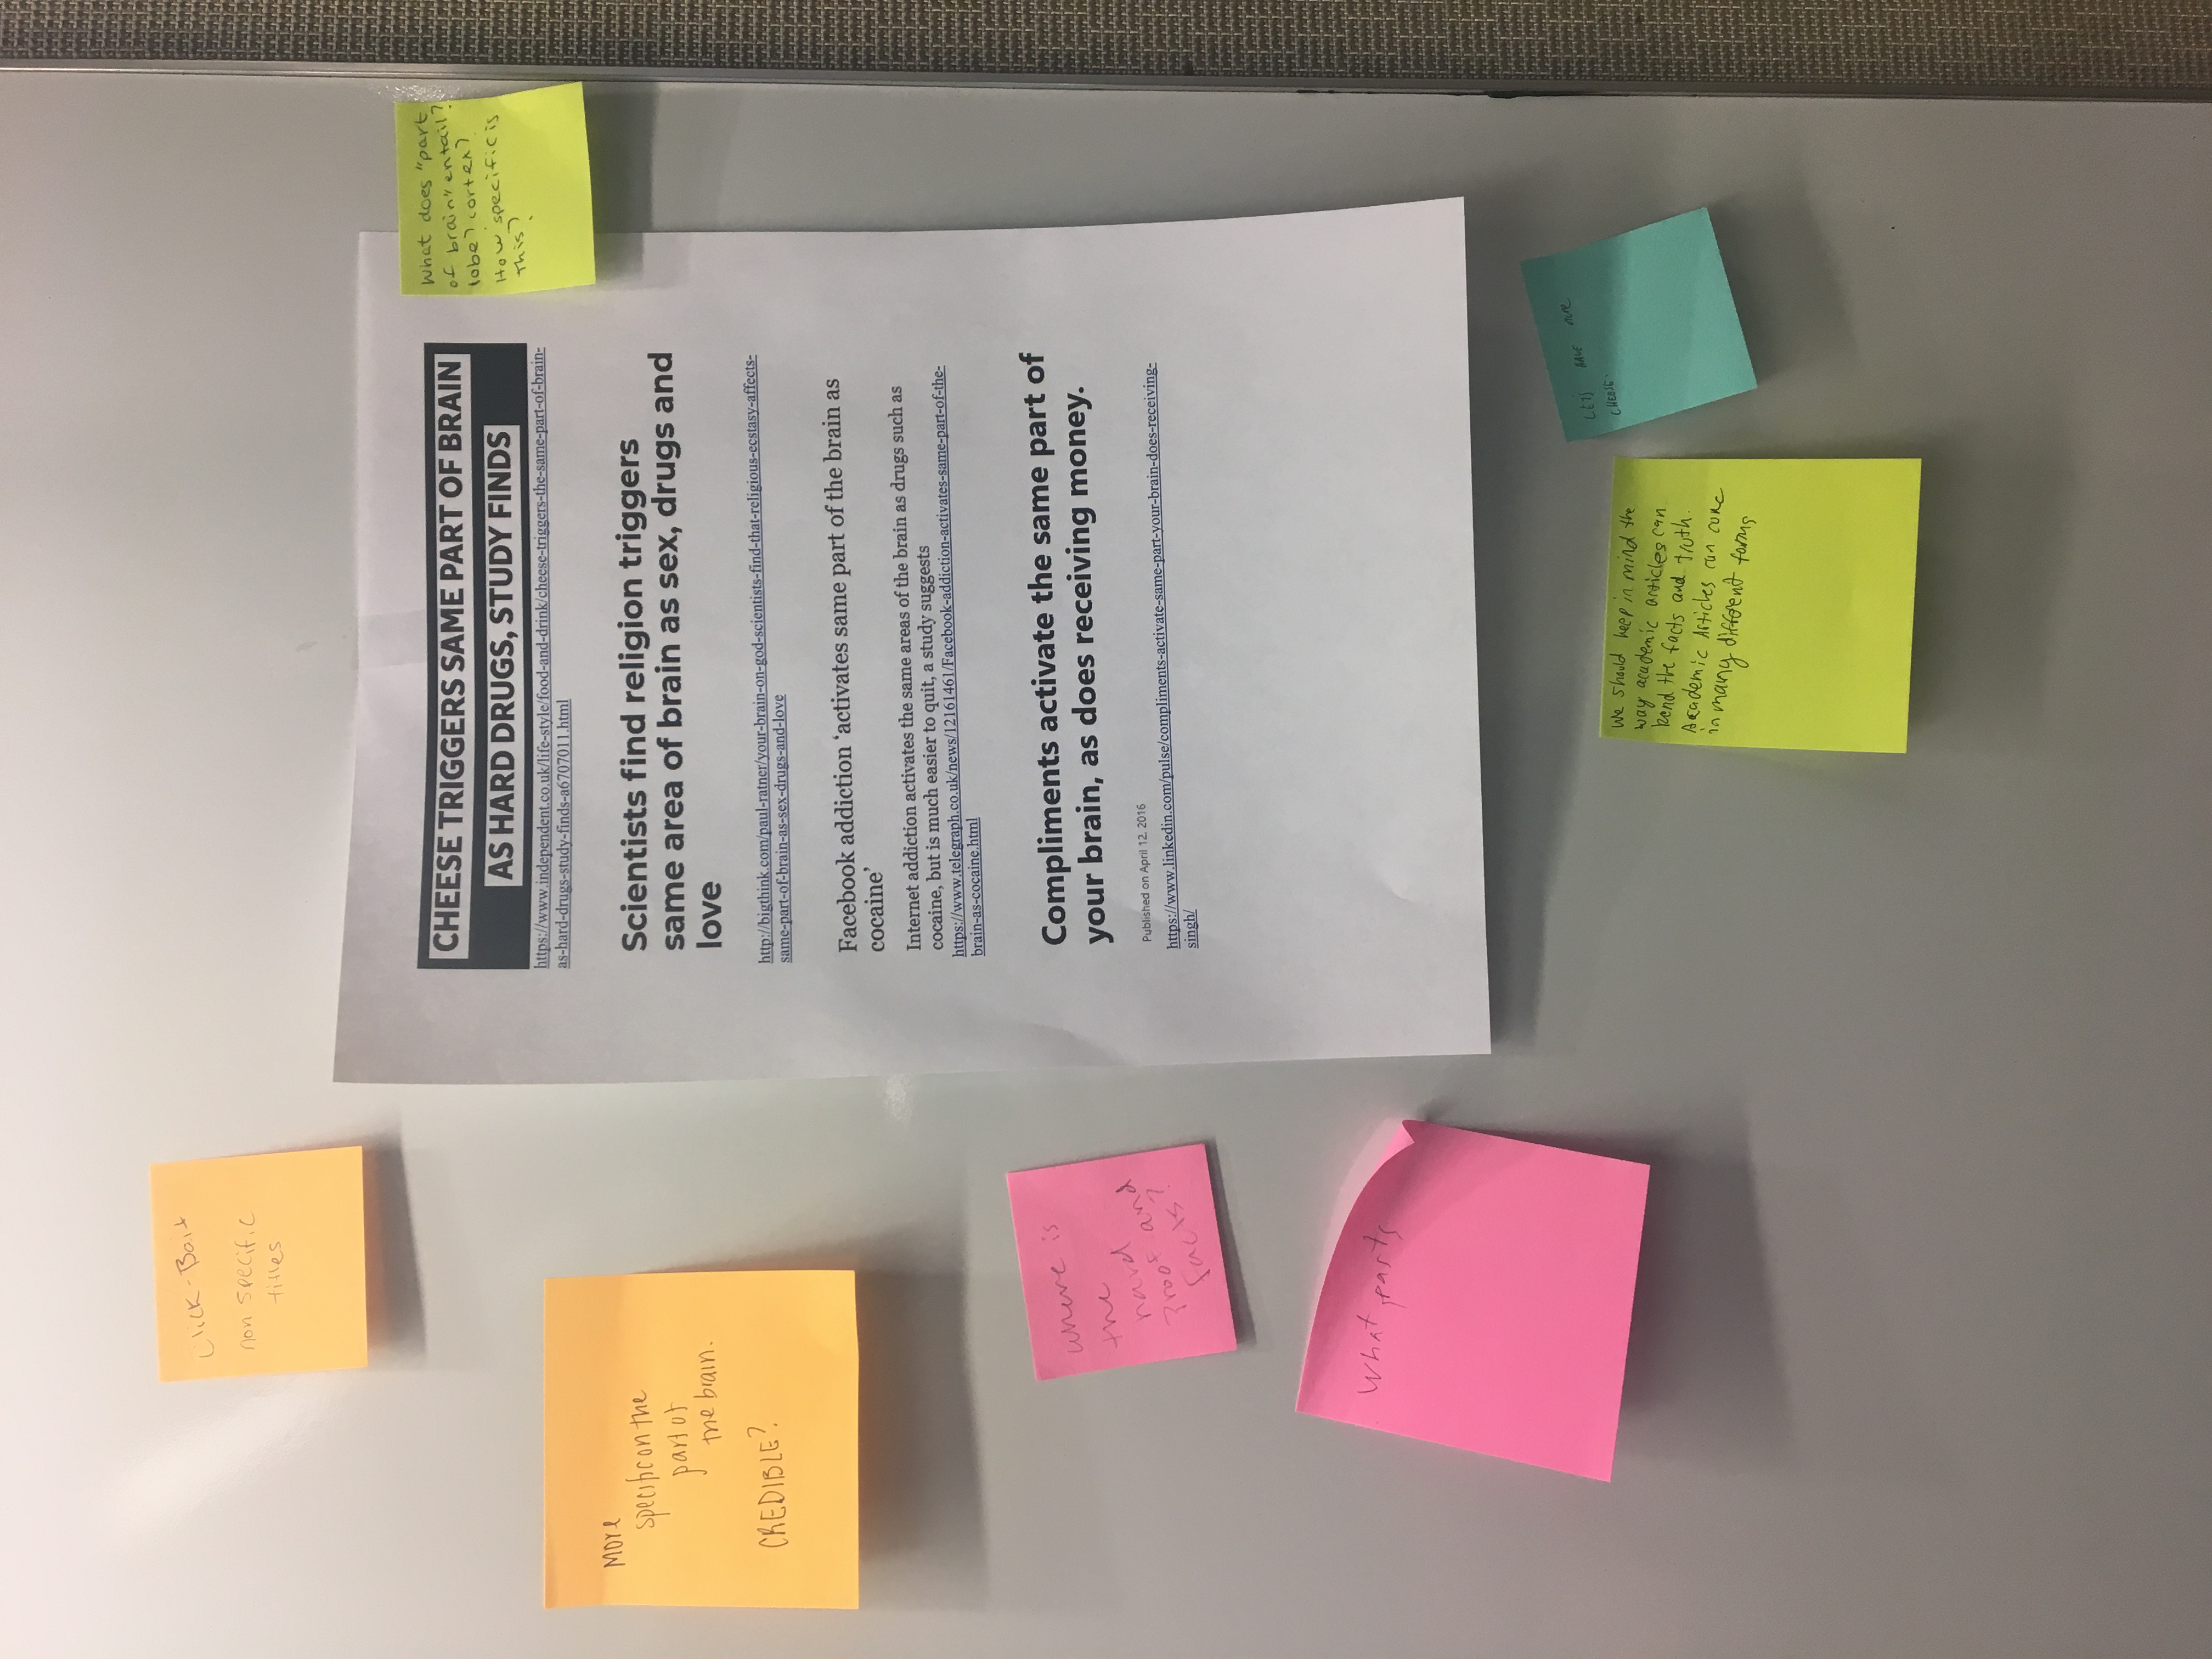 Click-Bait
non specific
titles
CHEESE TRIGGERS SAME PART OF BRAIN
AS HARD DRUGS, STUDY FINDS
https://www.independent.co.uk/life-style/food-and-drink/cheese-triggers-the-same-part-of-brain-
as-hard-drugs-study-finds-a6707011.html
Scientists find religion triggers
same area of brain as sex, drugs and
love
http://bigthink.com/paul-ratner/your-brain-on-god-scientists-find-that-religious-ecstasy-affects-
same-part-of-brain-as-sex-drugs-and-love
Facebook addiction ‘activates same part of the brain as
cocaine’
Internet addiction activates the same areas of the brain as drugs such as
cocaine, but is much easier to quit, a study suggests
https://www.telegraph.co.uk/news/12161461/Facebook-addiction-activates-same-part-of-the-
brain-as-cocaine.html
Compliments activate the same part of
your brain, as does receiving money.
Published on April 12, 2016
https://www.linkedin.com/pulse/compliments-activate-same-part-your-brain-does-receiving-
singh/
What does "part
of brain" entail?
lobe? cortex?
How specific is
this?
More
specific on the
part of
the brain.
CREDIBLE?
where is
the
hard
Proof and
facts?
What parts
We should keep in mind the
way academic articles can
bend the facts and truth.
Academic Articles can come
in many different forms
LET'S HAVE MORE
CHEESE.